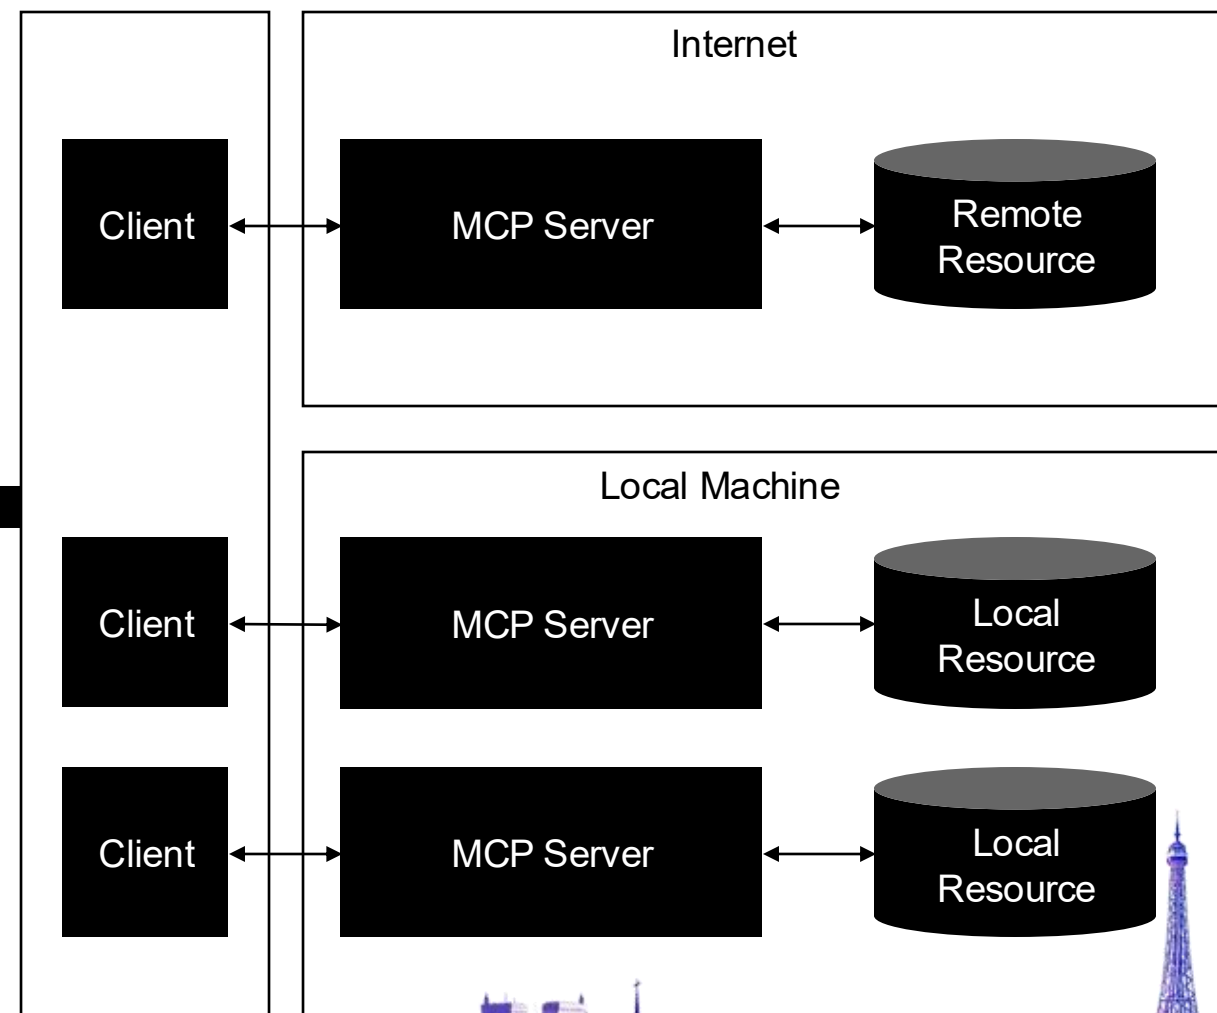 Internet
Client
MCP Server
Remote
Resource
Local Machine
Client
MCP Server
Local
Resource
Client
MCP Server
Local
Resource